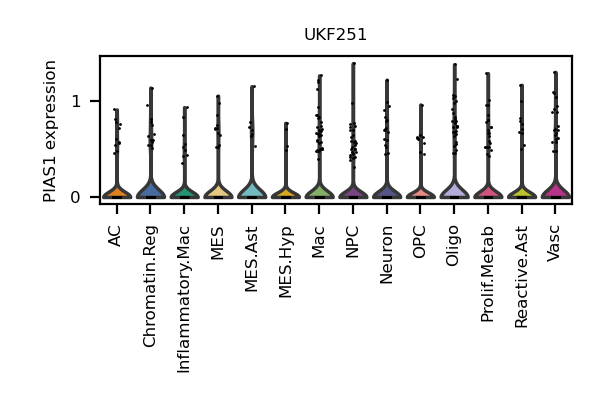 UKF251
PIAS1 expression
1
0
AC
Chromatin.Reg
Inflammatory.Mac
MES
MES.Ast
MES.Hyp
Mac
NPC
Neuron
OPC
Oligo
Prolif.Metab
Reactive.Ast
Vasc